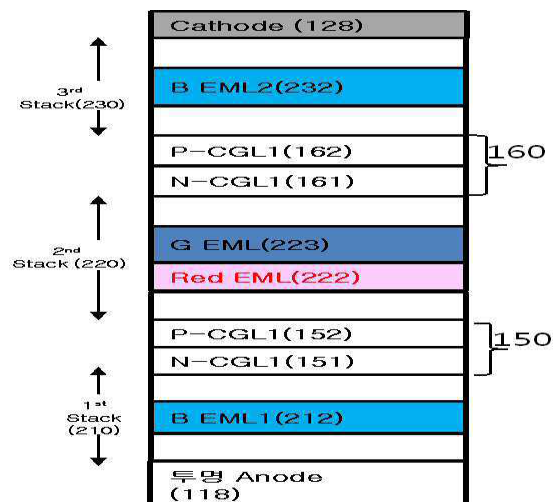 Cathode (128)
3rd
Stack(230)
B EML2(232)
P-CGL1(162)
N-CGL1(161)
160
2nd
Stack (220)
G EML(223)
Red EML(222)
P-CGL1(152)
N-CGL1(151)
150
1st
Stack
(210)
B EML1(212)
투명 Anode
(118)